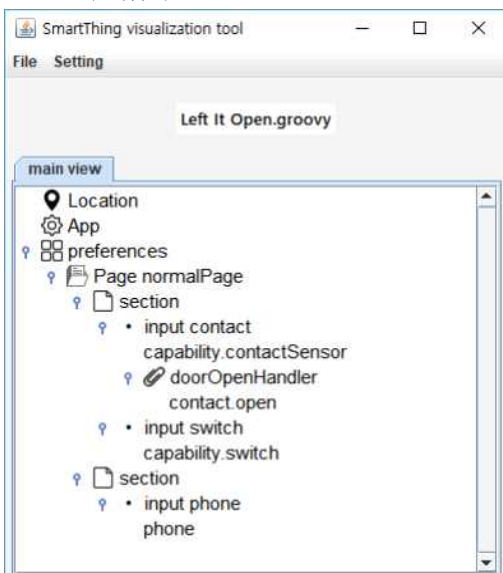 SmartThing visualization tool
File Setting
Left It Open.groovy
main view
Location
App
preferences
Page normalPage
section
input contact
capability.contactSensor
doorOpenHandler
contact.open
input switch
capability.switch
section
input phone
phone